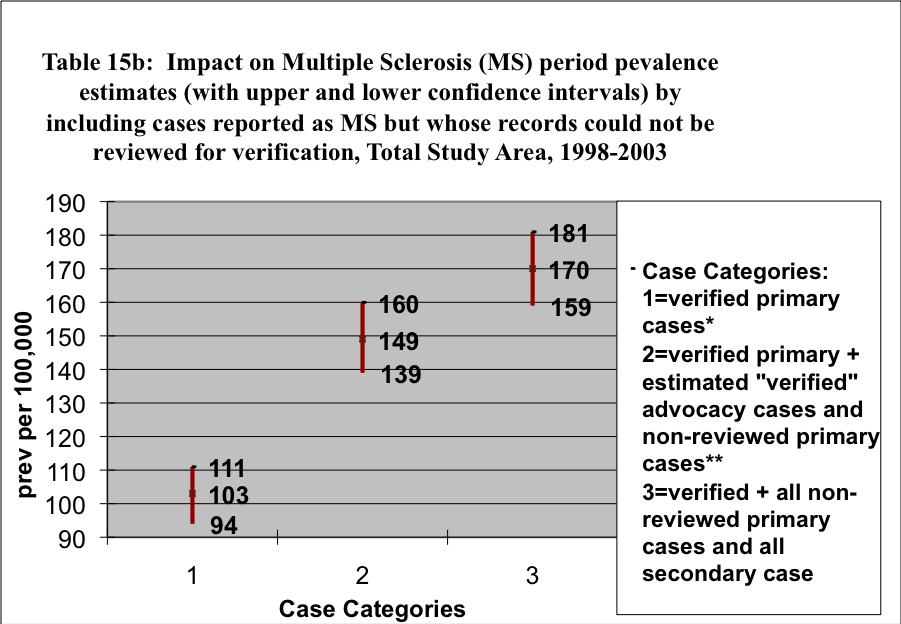 Table 15b:  Impact on Multiple Sclerosis (MS) period pevalence
estimates (with upper and lower confidence intervals) by
including cases reported as MS but whose records could not be
reviewed for verification, Total Study Area, 1998-2003
prev per 100,000
190
180
170
160
150
140
130
120
110
100
90
111
103
94
160
149
139
181
170
159
1
2
3
Case Categories
Case Categories:
1=verified primary
cases*
2=verified primary +
estimated "verified"
advocacy cases and
non-reviewed primary
cases**
3=verified + all non-
reviewed primary
cases and all
secondary case